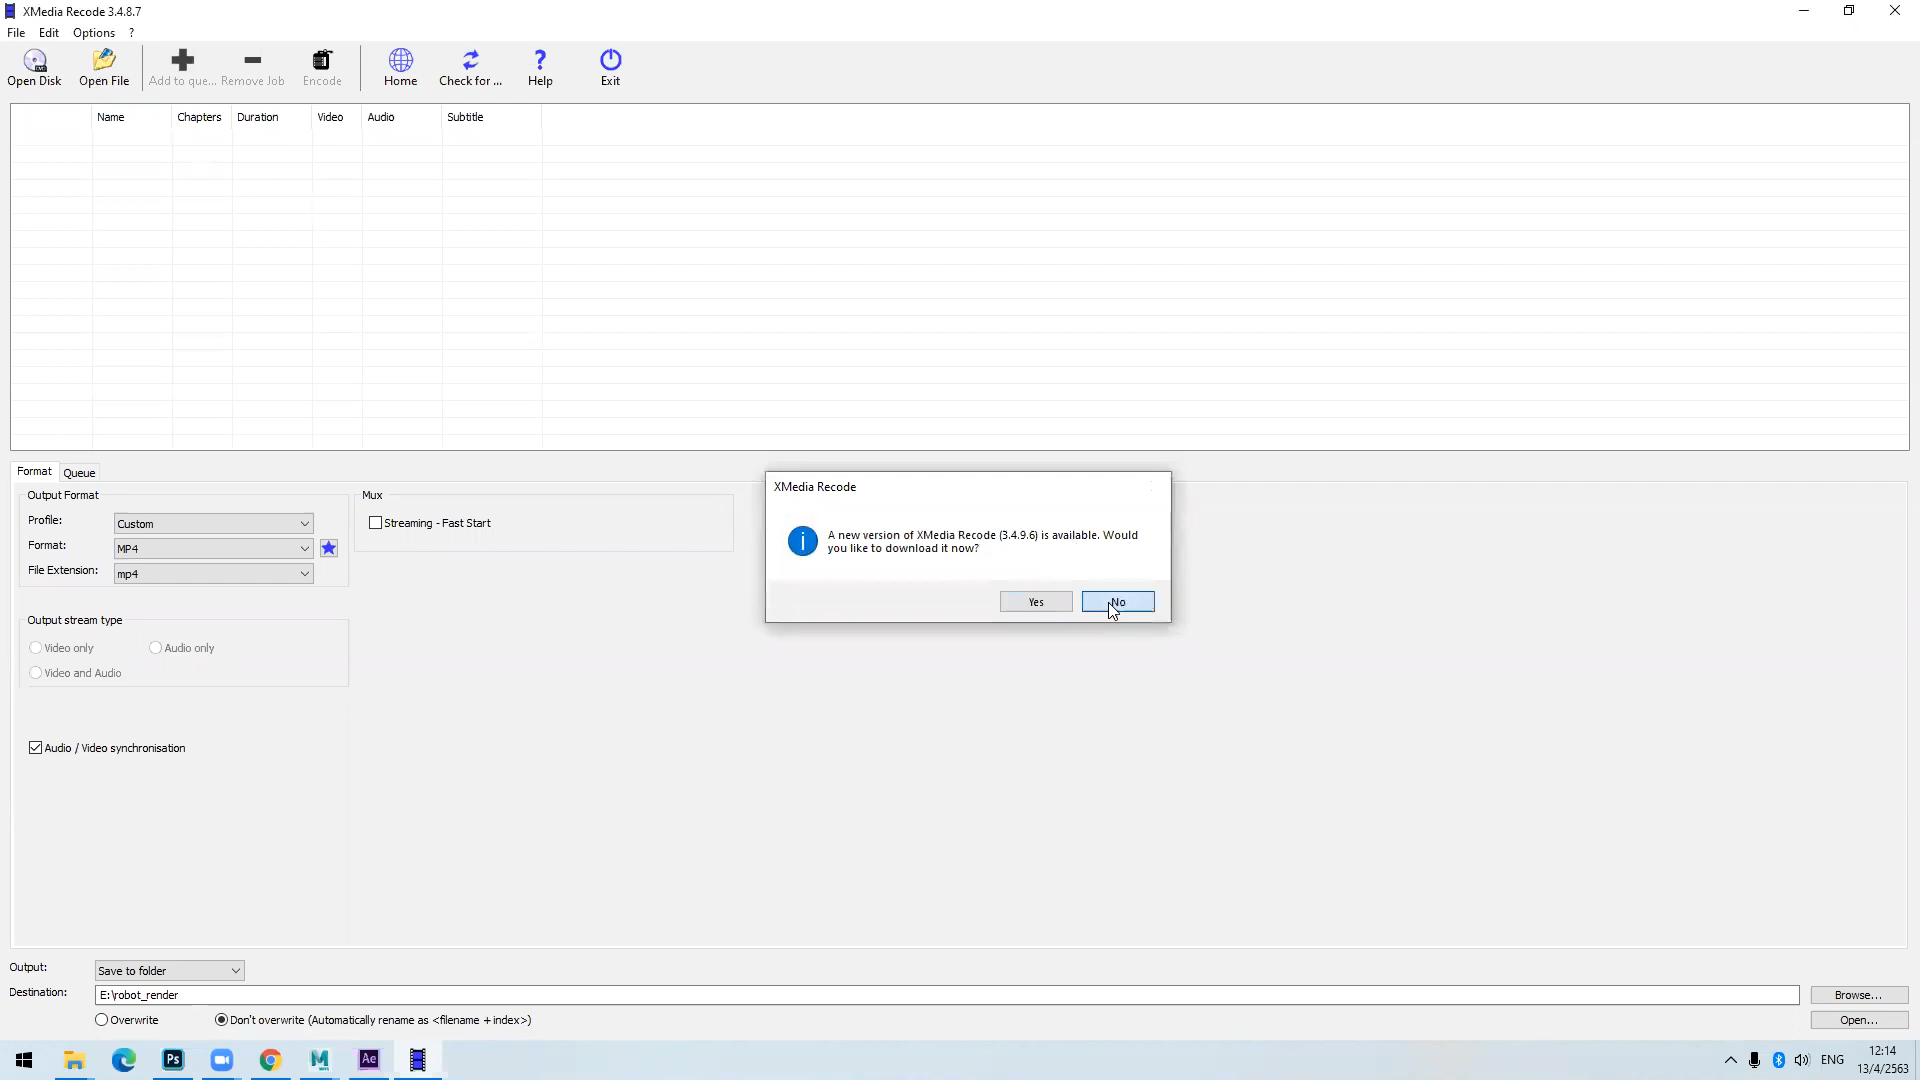 XMedia Recode 3.4.8.7
File Edit Options ?
Open Disk Open File Add to que... Remove Job Encode Home Check for ... Help Exit
Name Chapters Duration Video Audio Subtitle
Format Queue
Output Format
Profile: Custom
Format: MP4
File Extension: mp4
Mux
Streaming - Fast Start
XMedia Recode
A new version of XMedia Recode (3.4.9.6) is available. Would
you like to download it now?
Yes No
Output stream type
Video only Audio only
Video and Audio
Audio / Video synchronisation
Output: Save to folder
Destination: E:\robot_render Browse...
Overwrite Don't overwrite (Automatically rename as <filename + index>) Open...
Ps M Ae ENG 12:14
13/4/2563